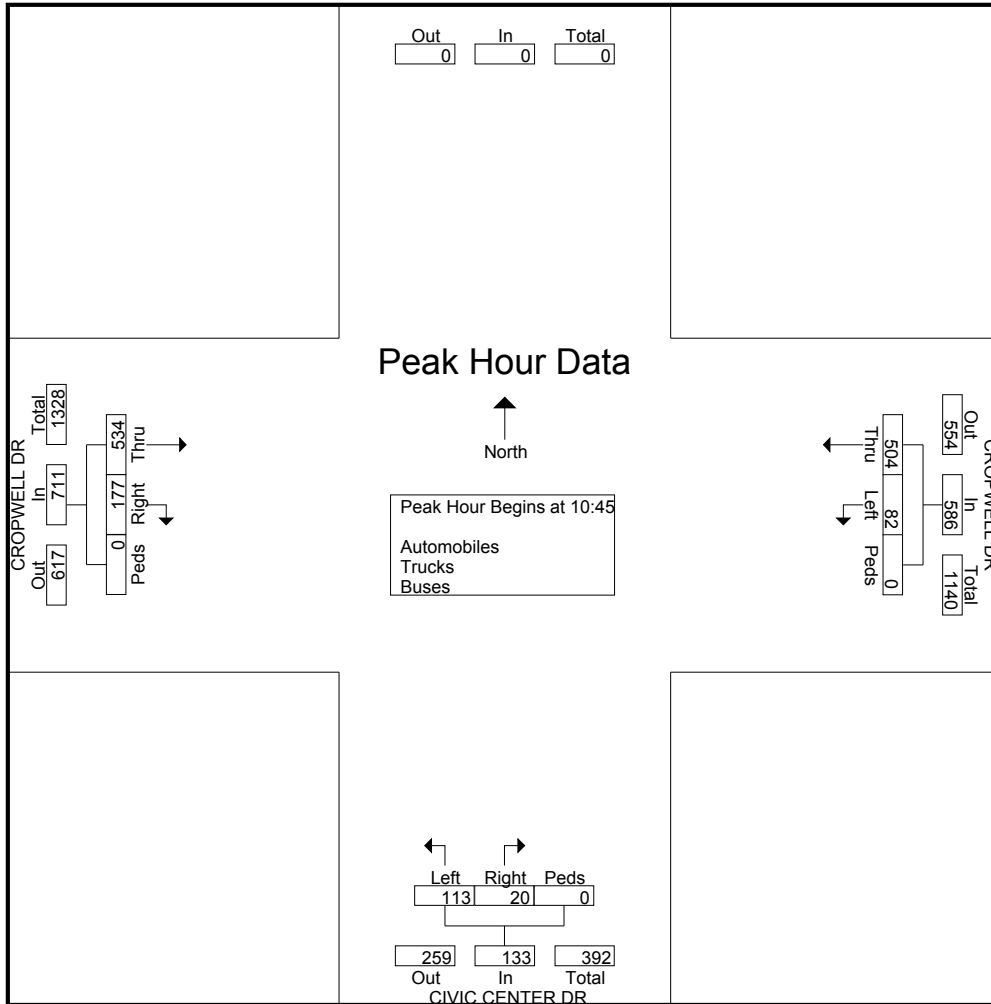 Out In Total
0 0 0
Peak Hour Data
North
Peak Hour Begins at 10:45
Automobiles
Trucks
Buses
CROPWELL DR
Out In Total
617 711 1328
Peds Right Thru
0 177 534
CROPWELL DR
Out In Total
554 586 1140
Thru Left Peds
504 82 0
Left Right Peds
113 20 0
259 133 392
Out In Total
CIVIC CENTER DR